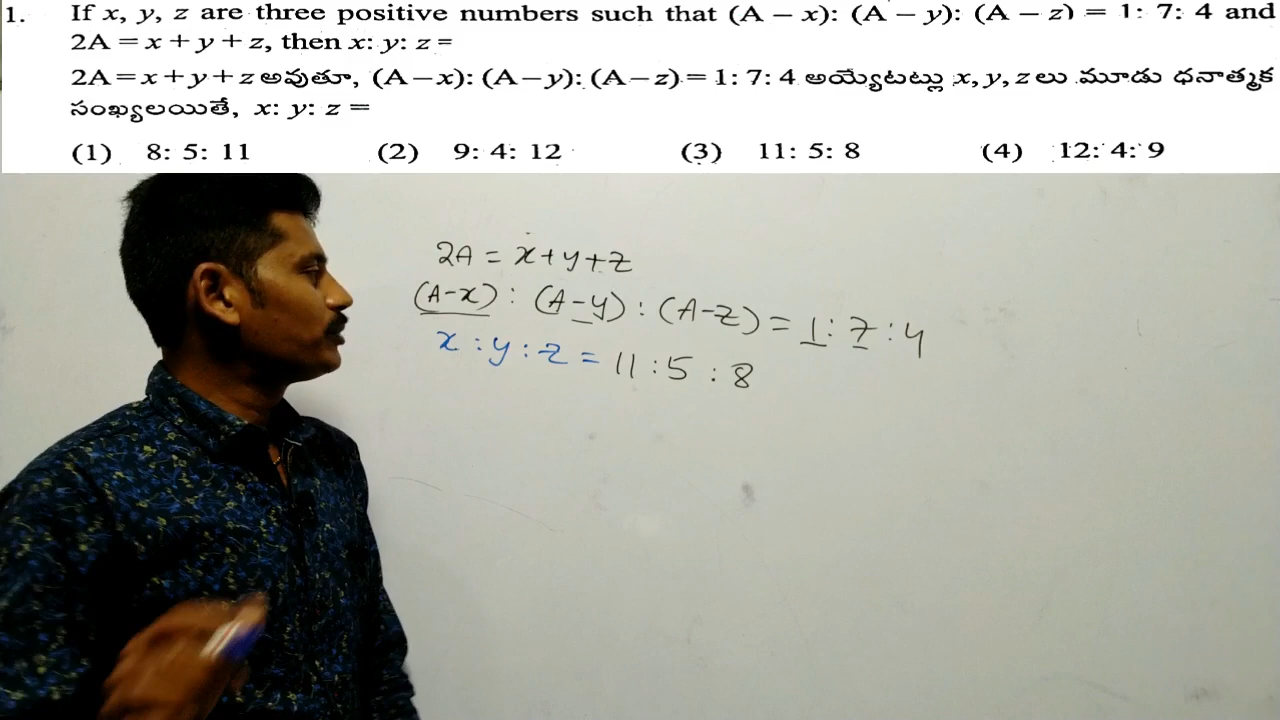 1. If x, y, z are three positive numbers such that (A – x): (A – y): (A – z) = 1: 7: 4 and
2A = x + y + z, then x: y: z =
2A = x + y + z అవుతూ, (A – x): (A – y): (A – z) = 1: 7: 4 అయ్యేటట్లు x, y, z లు మూడు ధనాత్మక
సంఖ్యలయితే, x: y: z =
(1) 8: 5: 11 (2) 9: 4: 12 (3) 11: 5: 8 (4) 12: 4: 9
2A = x+y+z
(A-x) : (A-y) : (A-z) = 1 : 7 : 4
x : y : z = 11 : 5 : 8